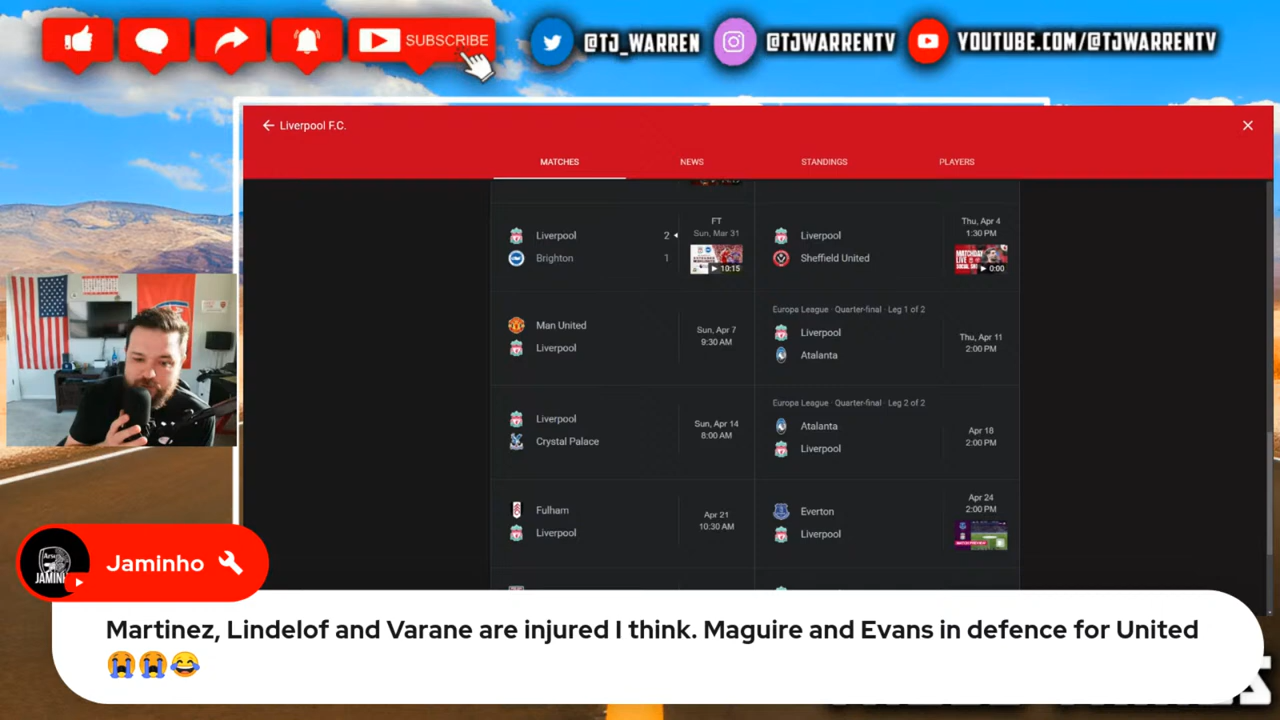 SUBSCRIBE
@TJ_WARREN
@TJWARRENTV
YOUTUBE.COM/@TJWARRENTV
Liverpool F.C.
MATCHES
NEWS
STANDINGS
PLAYERS
Liverpool 2
Brighton 1
FT
Sun, Mar 31
10:15
Liverpool
Sheffield United
Thu, Apr 4
1:30 PM
0:00
Man United
Liverpool
Sun, Apr 7
9:30 AM
Europa League · Quarter-final · Leg 1 of 2
Liverpool
Atalanta
Thu, Apr 11
2:00 PM
Liverpool
Crystal Palace
Sun, Apr 14
8:00 AM
Europa League · Quarter-final · Leg 2 of 2
Atalanta
Liverpool
Apr 18
2:00 PM
Fulham
Liverpool
Apr 21
10:30 AM
Everton
Liverpool
Apr 24
2:00 PM
Jaminho
Martinez, Lindelof and Varane are injured I think. Maguire and Evans in defence for United
😭😭😂